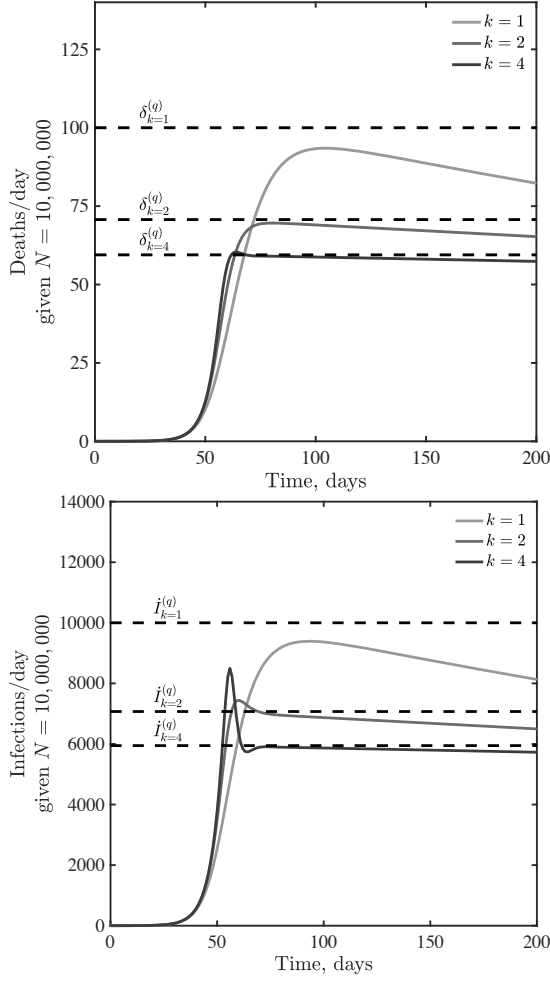 125
100
75
50
25
0
Deaths/day
given N = 10,000,000
k = 1
k = 2
k = 4
δ_{k=1}^{(q)}
δ_{k=2}^{(q)}
δ_{k=4}^{(q)}
0 50 100 150 200
Time, days
14000
12000
10000
8000
6000
4000
2000
0
Infections/day
given N = 10,000,000
k = 1
k = 2
k = 4
İ_{k=1}^{(q)}
İ_{k=2}^{(q)}
İ_{k=4}^{(q)}
0 50 100 150 200
Time, days